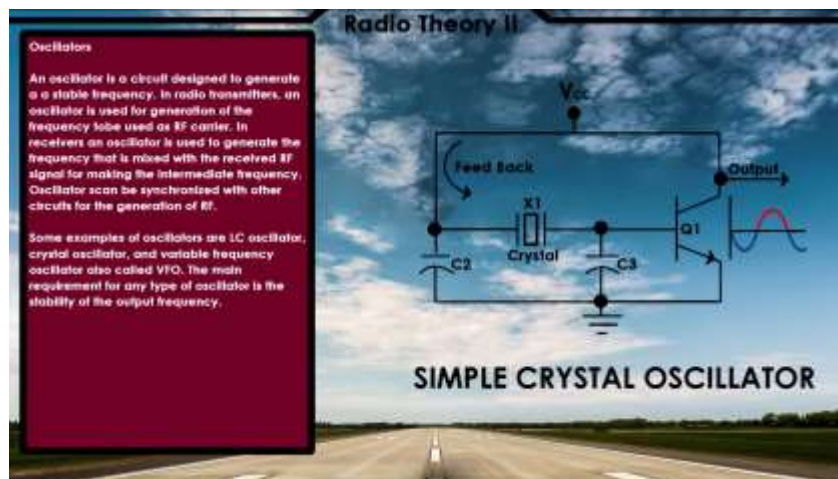 Radio Theory II
Oscillators
An oscillator is a circuit designed to generate
a a stable frequency. In radio transmitters, an
oscillator is used for generation of the
frequency tobe used as RF carrier. In
receivers an oscillator is used to generate the
frequency that is mixed with the received RF
signal for making the intermediate frequency.
Oscillator scan be synchronized with other
circuits for the generation of RF.
Some examples of oscillators are LC oscillator,
crystal oscillator, and variable frequency
oscillator also called VFO. The main
requirement for any type of oscillator is the
stability of the output frequency.
Vcc
Feed Back
Output
X1
Q1
Crystal
C2
C3
SIMPLE CRYSTAL OSCILLATOR